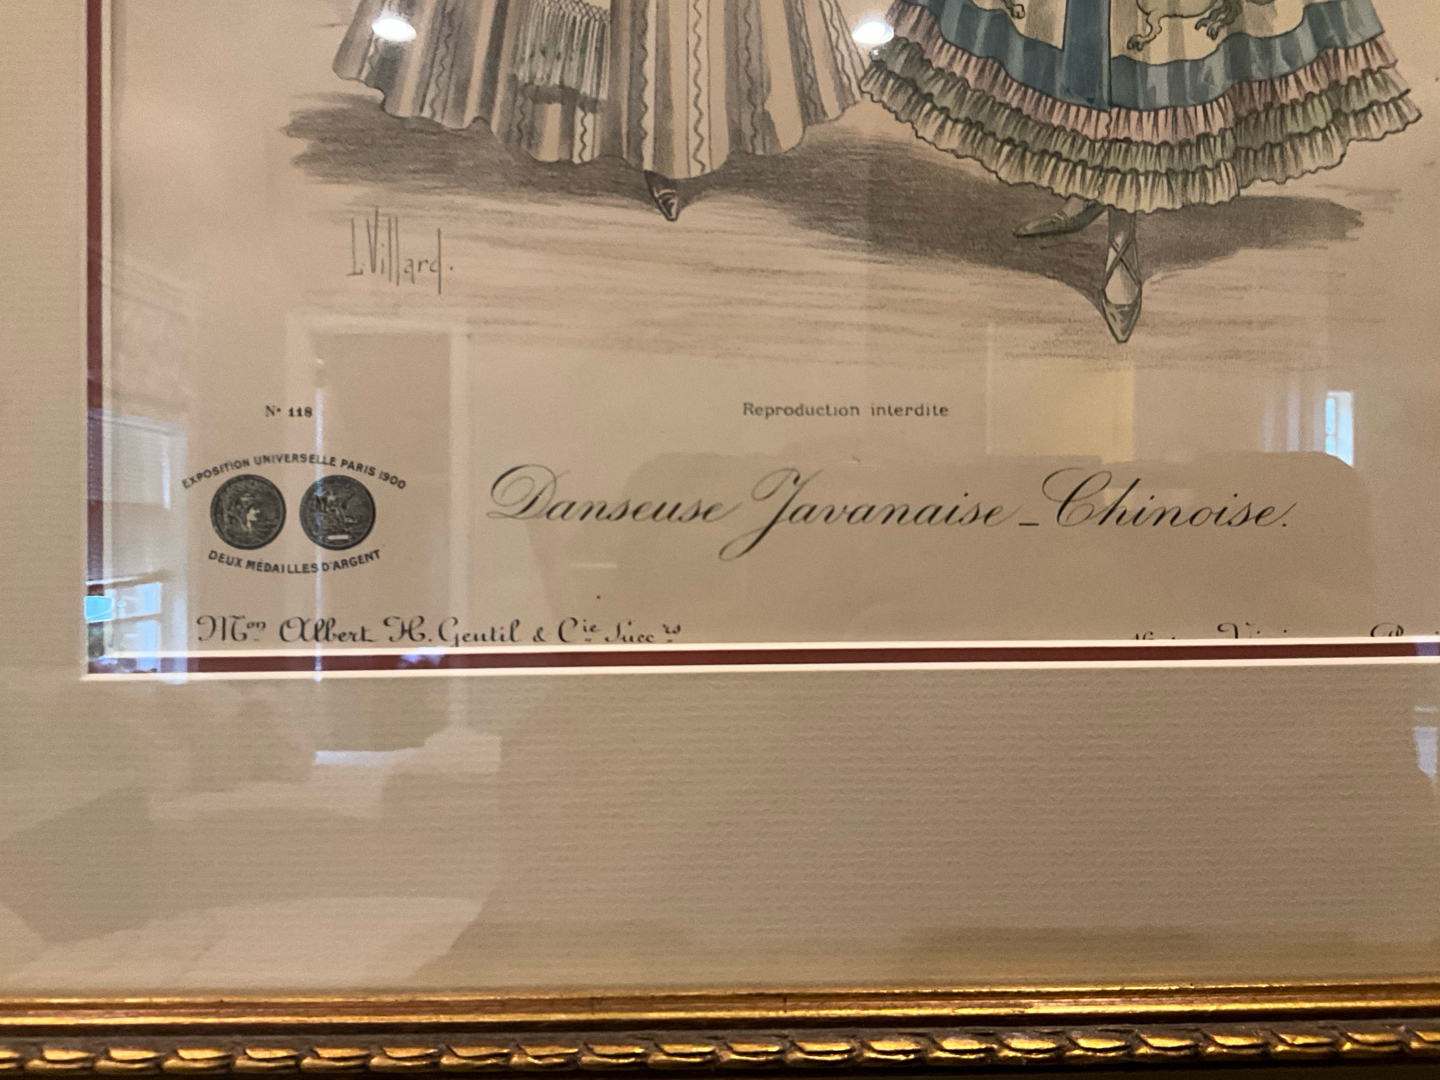 L. Villard.
Nº 118
Reproduction interdite
EXPOSITION UNIVERSELLE PARIS 1900
DEUX MÉDAILLES D'ARGENT
Danseuse Javanaise - Chinoise.
Mon Albert H. Gentil & Cie Succrs